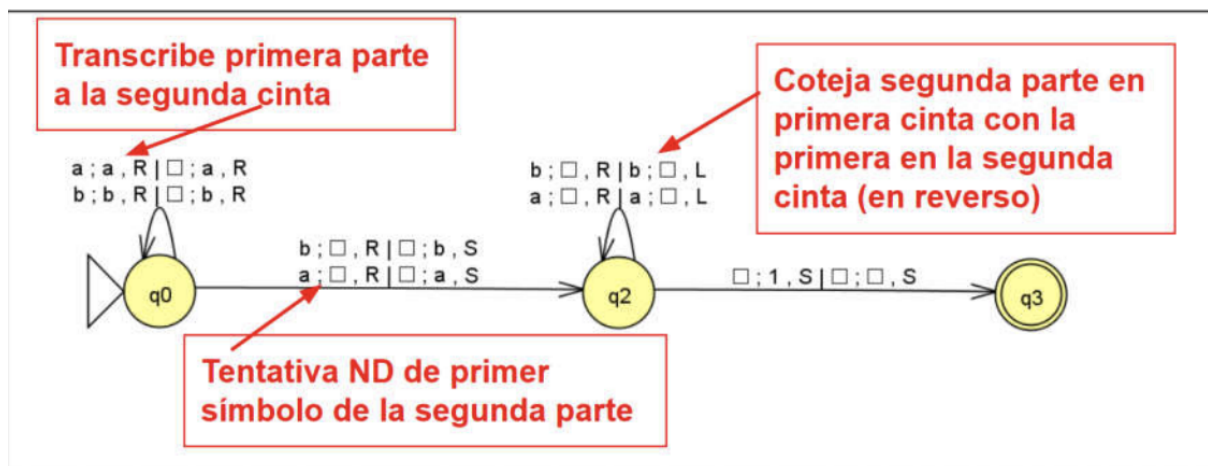 Transcribe primera parte
a la segunda cinta
Coteja segunda parte en
primera cinta con la
primera en la segunda
cinta (en reverso)
a ; a , R | □ ; a , R
b ; b , R | □ ; b , R
b ; □ , R | b ; □ , L
a ; □ , R | a ; □ , L
b ; □ , R | □ ; b , S
a ; □ , R | □ ; a , S
□ ; 1 , S | □ ; □ , S
q0
q2
q3
Tentativa ND de primer
símbolo de la segunda parte